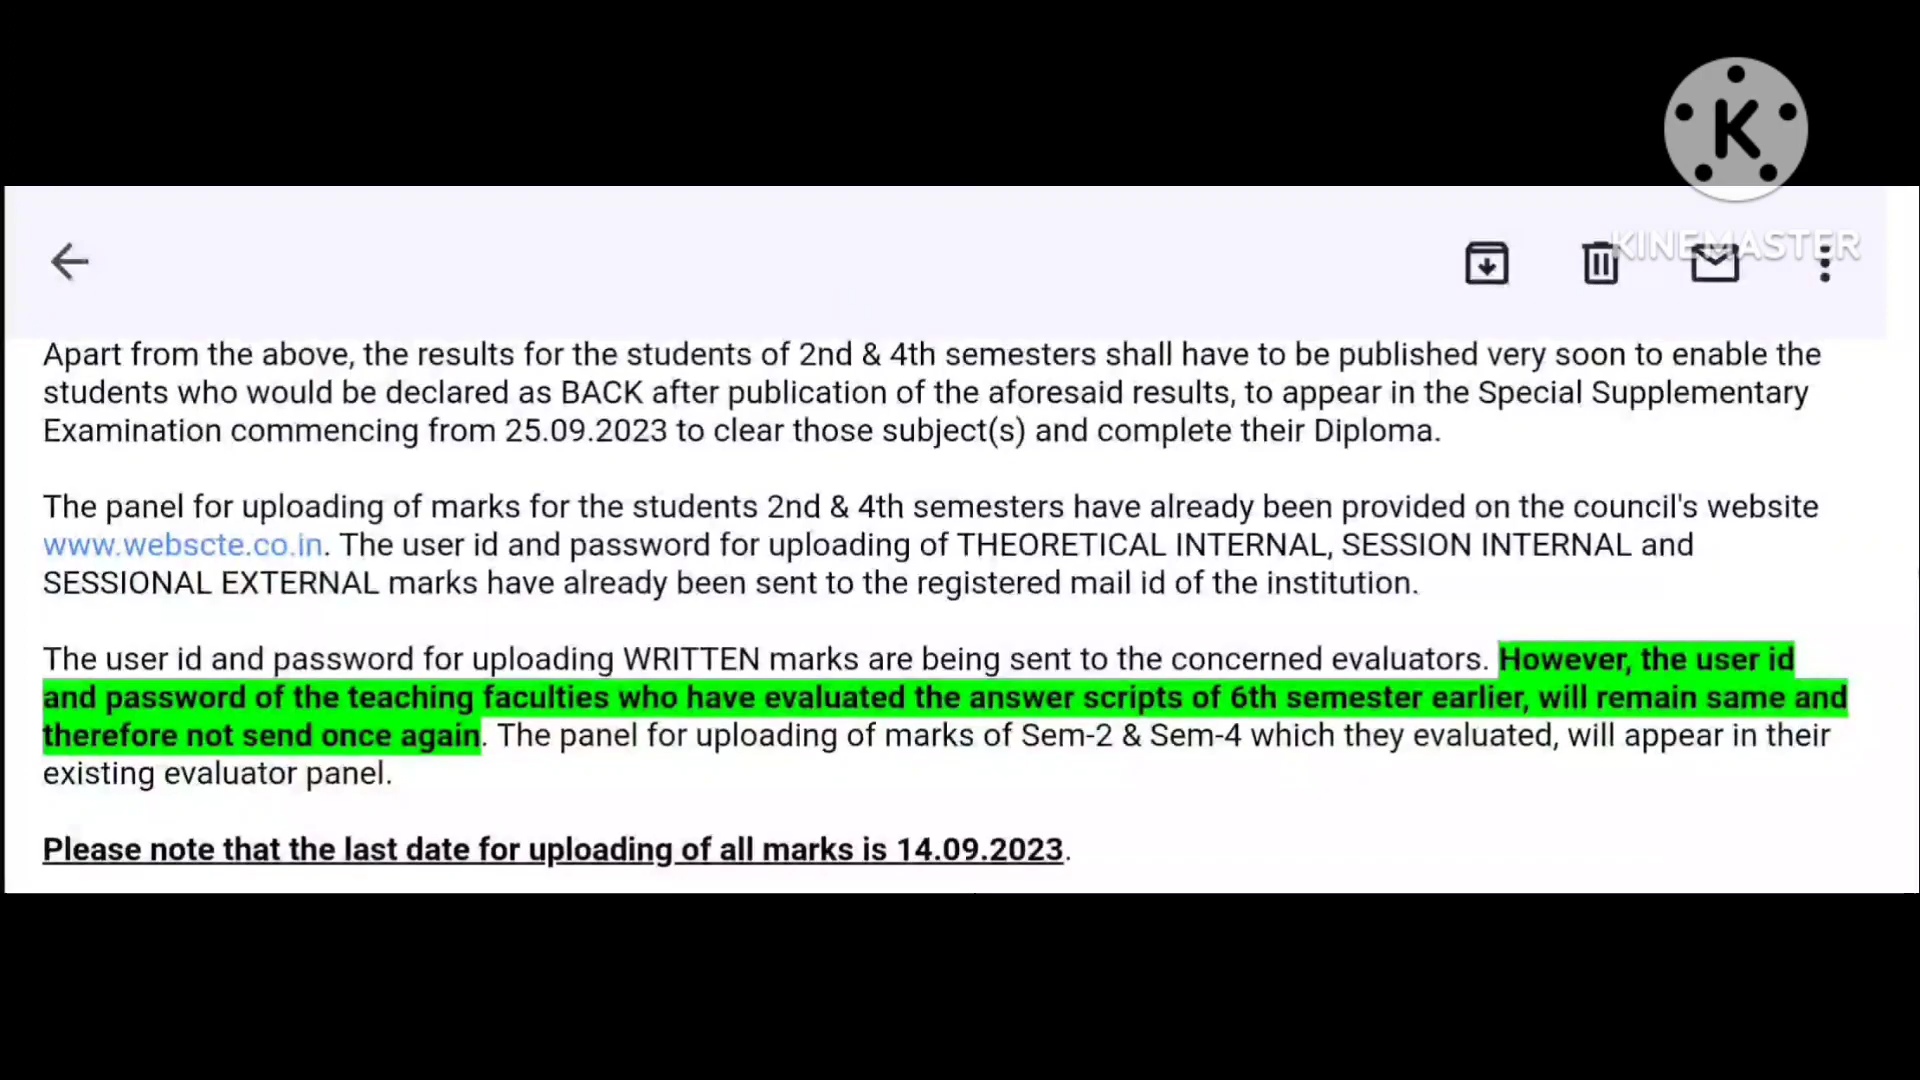 K
KINEMASTER
Apart from the above, the results for the students of 2nd & 4th semesters shall have to be published very soon to enable the
students who would be declared as BACK after publication of the aforesaid results, to appear in the Special Supplementary
Examination commencing from 25.09.2023 to clear those subject(s) and complete their Diploma.
The panel for uploading of marks for the students 2nd & 4th semesters have already been provided on the council's website
www.webscte.co.in. The user id and password for uploading of THEORETICAL INTERNAL, SESSION INTERNAL and
SESSIONAL EXTERNAL marks have already been sent to the registered mail id of the institution.
The user id and password for uploading WRITTEN marks are being sent to the concerned evaluators. However, the user id
and password of the teaching faculties who have evaluated the answer scripts of 6th semester earlier, will remain same and
therefore not send once again. The panel for uploading of marks of Sem-2 & Sem-4 which they evaluated, will appear in their
existing evaluator panel.
Please note that the last date for uploading of all marks is 14.09.2023.